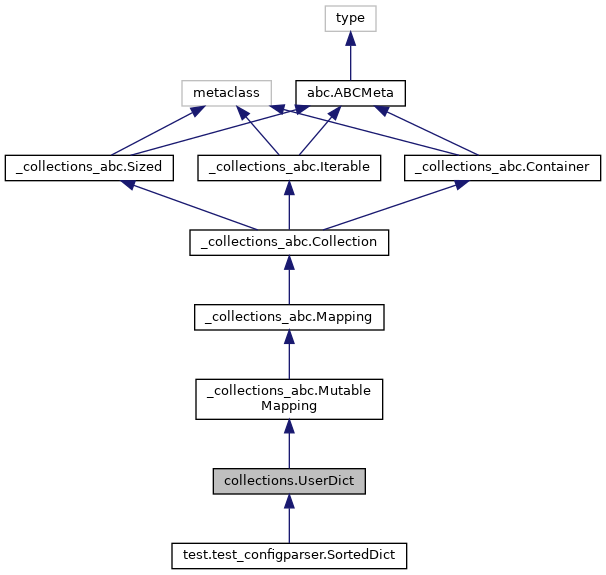 type
metaclass
abc.ABCMeta
_collections_abc.Sized
_collections_abc.Iterable
_collections_abc.Container
_collections_abc.Collection
_collections_abc.Mapping
_collections_abc.Mutable
Mapping
collections.UserDict
test.test_configparser.SortedDict